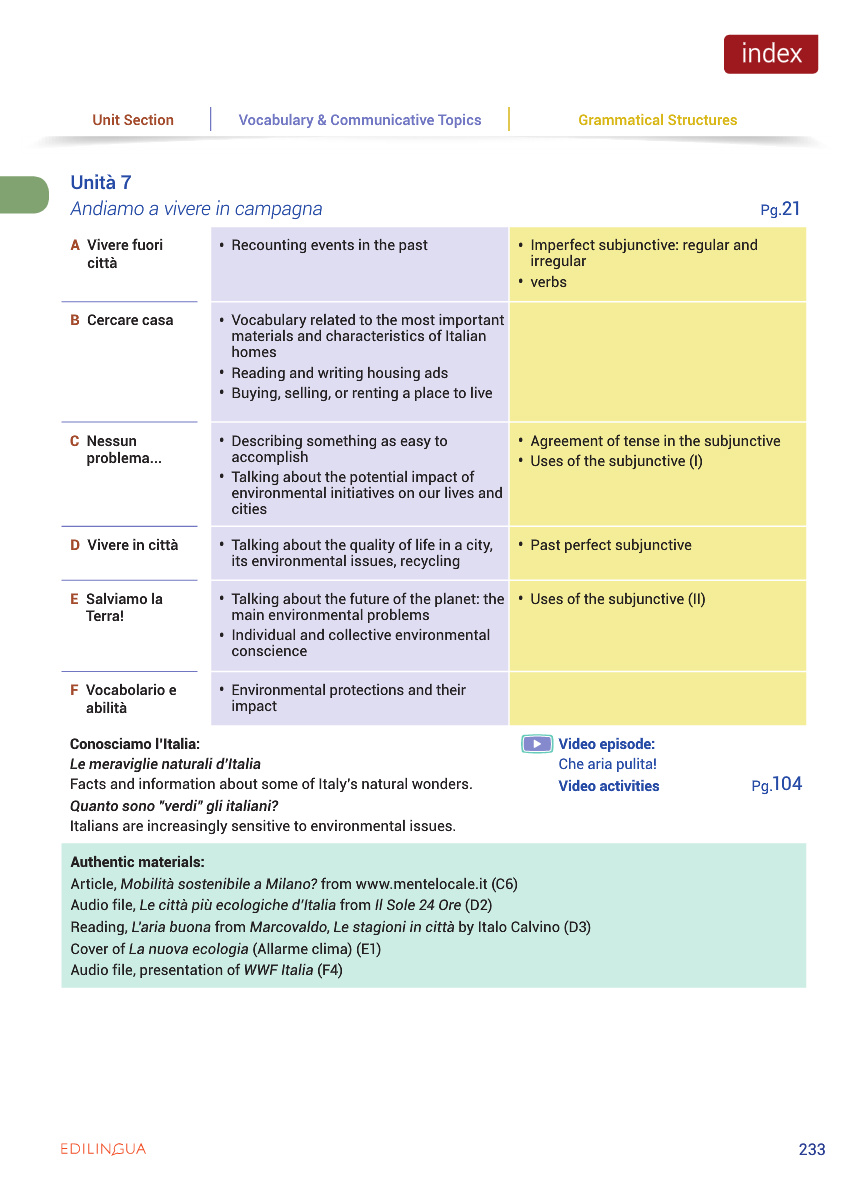 index
Unit Section
Vocabulary & Communicative Topics
Grammatical Structures
Unità 7
Andiamo a vivere in campagna
Pg.21
A Vivere fuori
città
• Recounting events in the past
• Imperfect subjunctive: regular and
irregular
• verbs
B Cercare casa
• Vocabulary related to the most important
materials and characteristics of Italian
homes
• Reading and writing housing ads
• Buying, selling, or renting a place to live
C Nessun
problema...
• Describing something as easy to
accomplish
• Talking about the potential impact of
environmental initiatives on our lives and
cities
• Agreement of tense in the subjunctive
• Uses of the subjunctive (I)
D Vivere in città
• Talking about the quality of life in a city,
its environmental issues, recycling
• Past perfect subjunctive
E Salviamo la
Terra!
• Talking about the future of the planet: the
main environmental problems
• Individual and collective environmental
conscience
• Uses of the subjunctive (II)
F Vocabolario e
abilità
• Environmental protections and their
impact
Conosciamo l'Italia:
Le meraviglie naturali d'Italia
Facts and information about some of Italy's natural wonders.
Quanto sono "verdi" gli italiani?
Italians are increasingly sensitive to environmental issues.
Video episode:
Che aria pulita!
Video activities
Pg.104
Authentic materials:
Article, Mobilità sostenibile a Milano? from www.mentelocale.it (C6)
Audio file, Le città più ecologiche d'Italia from Il Sole 24 Ore (D2)
Reading, L'aria buona from Marcovaldo, Le stagioni in città by Italo Calvino (D3)
Cover of La nuova ecologia (Allarme clima) (E1)
Audio file, presentation of WWF Italia (F4)
EDILINGUA
233